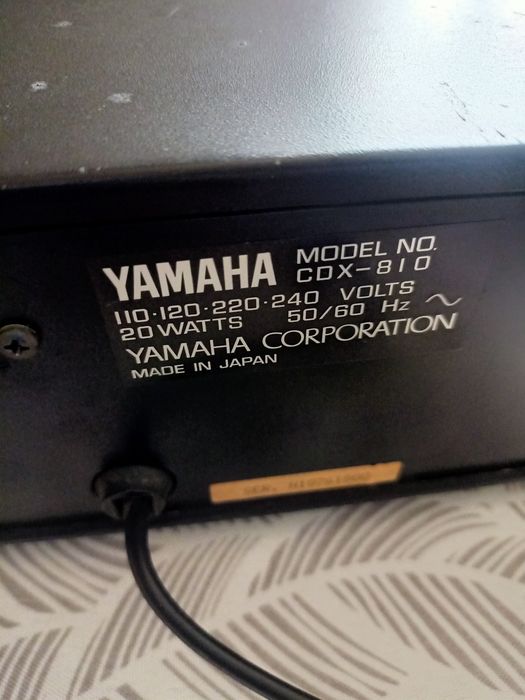 YAMAHA MODEL NO.
CDX-810
110·120·220·240 VOLTS
20 WATTS 50/60 Hz ~
YAMAHA CORPORATION
MADE IN JAPAN
SER.